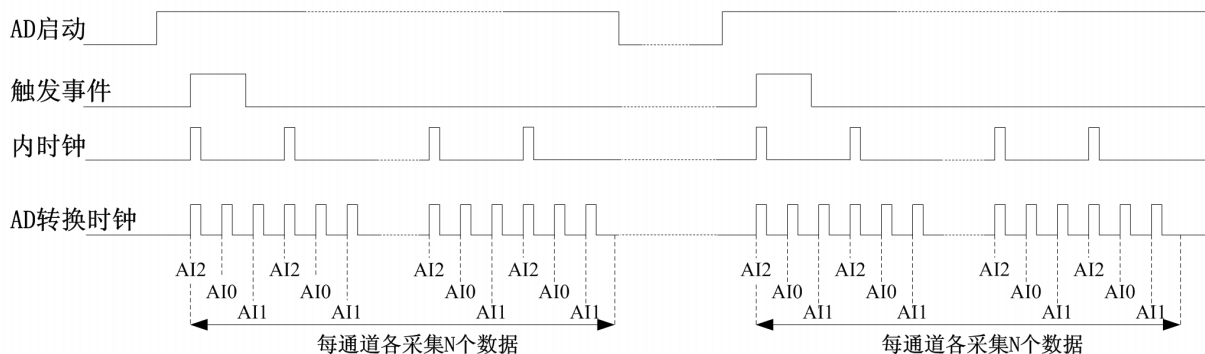 AD启动
触发事件
内时钟
AD转换时钟
AI2 AI2 AI2 AI2 AI2 AI2 AI2 AI2
AI0 AI0 AI0 AI0 AI0 AI0 AI0 AI0
AI1 AI1 AI1 AI1 AI1 AI1 AI1 AI1
每通道各采集N个数据 每通道各采集N个数据